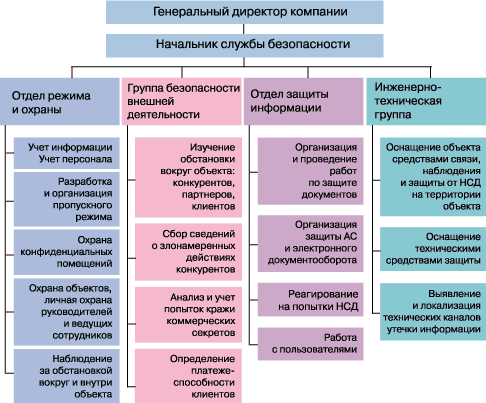 Генеральный директор компании
Начальник службы безопасности
Отдел режима
и охраны
Учет информации
Учет персонала
Разработка
и организация
пропускного
режима
Охрана
конфиденциальных
помещений
Охрана объектов,
личная охрана
руководителей
и ведущих
сотрудников
Наблюдение
за обстановкой
вокруг и внутри
объекта
Группа безопасности
внешней
деятельности
Изучение
обстановки
вокруг объекта:
конкурентов,
партнеров,
клиентов
Сбор сведений
о злонамеренных
действиях
конкурентов
Анализ и учет
попыток кражи
коммерческих
секретов
Определение
платеже-
способности
клиентов
Отдел защиты
информации
Организация
и проведение
работ
по защите
документов
Организация
защиты АС
и электронного
документооборота
Реагирование
на попытки НСД
Работа
с пользователями
Инженерно-
техническая
группа
Оснащение объекта
средствами связи,
наблюдения
и защиты от НСД
на территории
объекта
Оснащение
техническими
средствами защиты
Выявление
и локализация
технических каналов
утечки информации